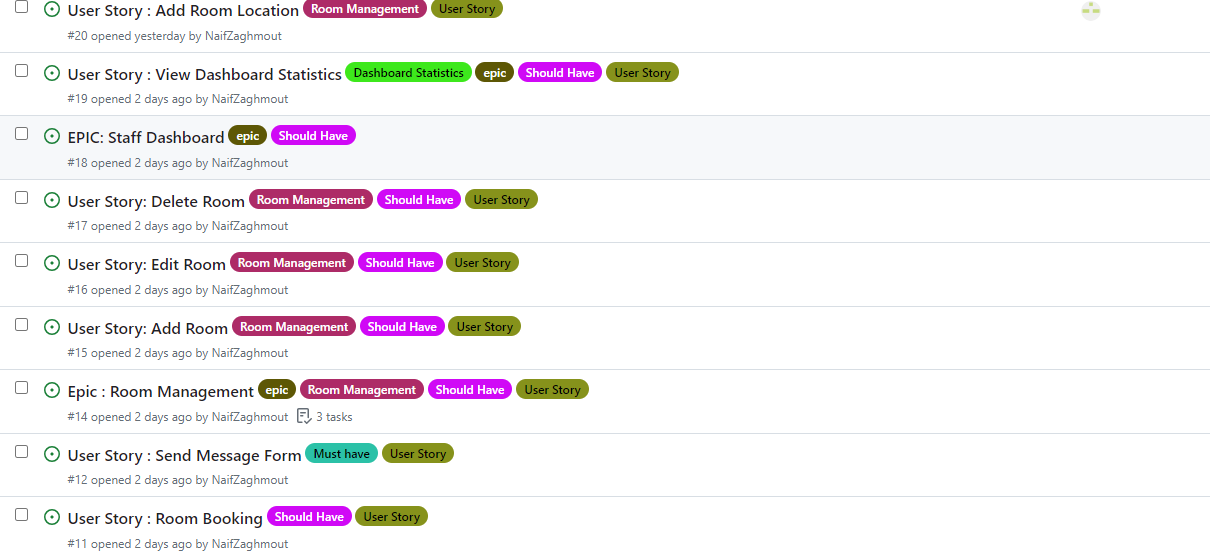 User Story : Add Room Location Room Management User Story
#20 opened yesterday by NaifZaghmout
User Story : View Dashboard Statistics Dashboard Statistics epic Should Have User Story
#19 opened 2 days ago by NaifZaghmout
EPIC: Staff Dashboard epic Should Have
#18 opened 2 days ago by NaifZaghmout
User Story: Delete Room Room Management Should Have User Story
#17 opened 2 days ago by NaifZaghmout
User Story: Edit Room Room Management Should Have User Story
#16 opened 2 days ago by NaifZaghmout
User Story: Add Room Room Management Should Have User Story
#15 opened 2 days ago by NaifZaghmout
Epic : Room Management epic Room Management Should Have User Story
#14 opened 2 days ago by NaifZaghmout 3 tasks
User Story : Send Message Form Must have User Story
#12 opened 2 days ago by NaifZaghmout
User Story : Room Booking Should Have User Story
#11 opened 2 days ago by NaifZaghmout